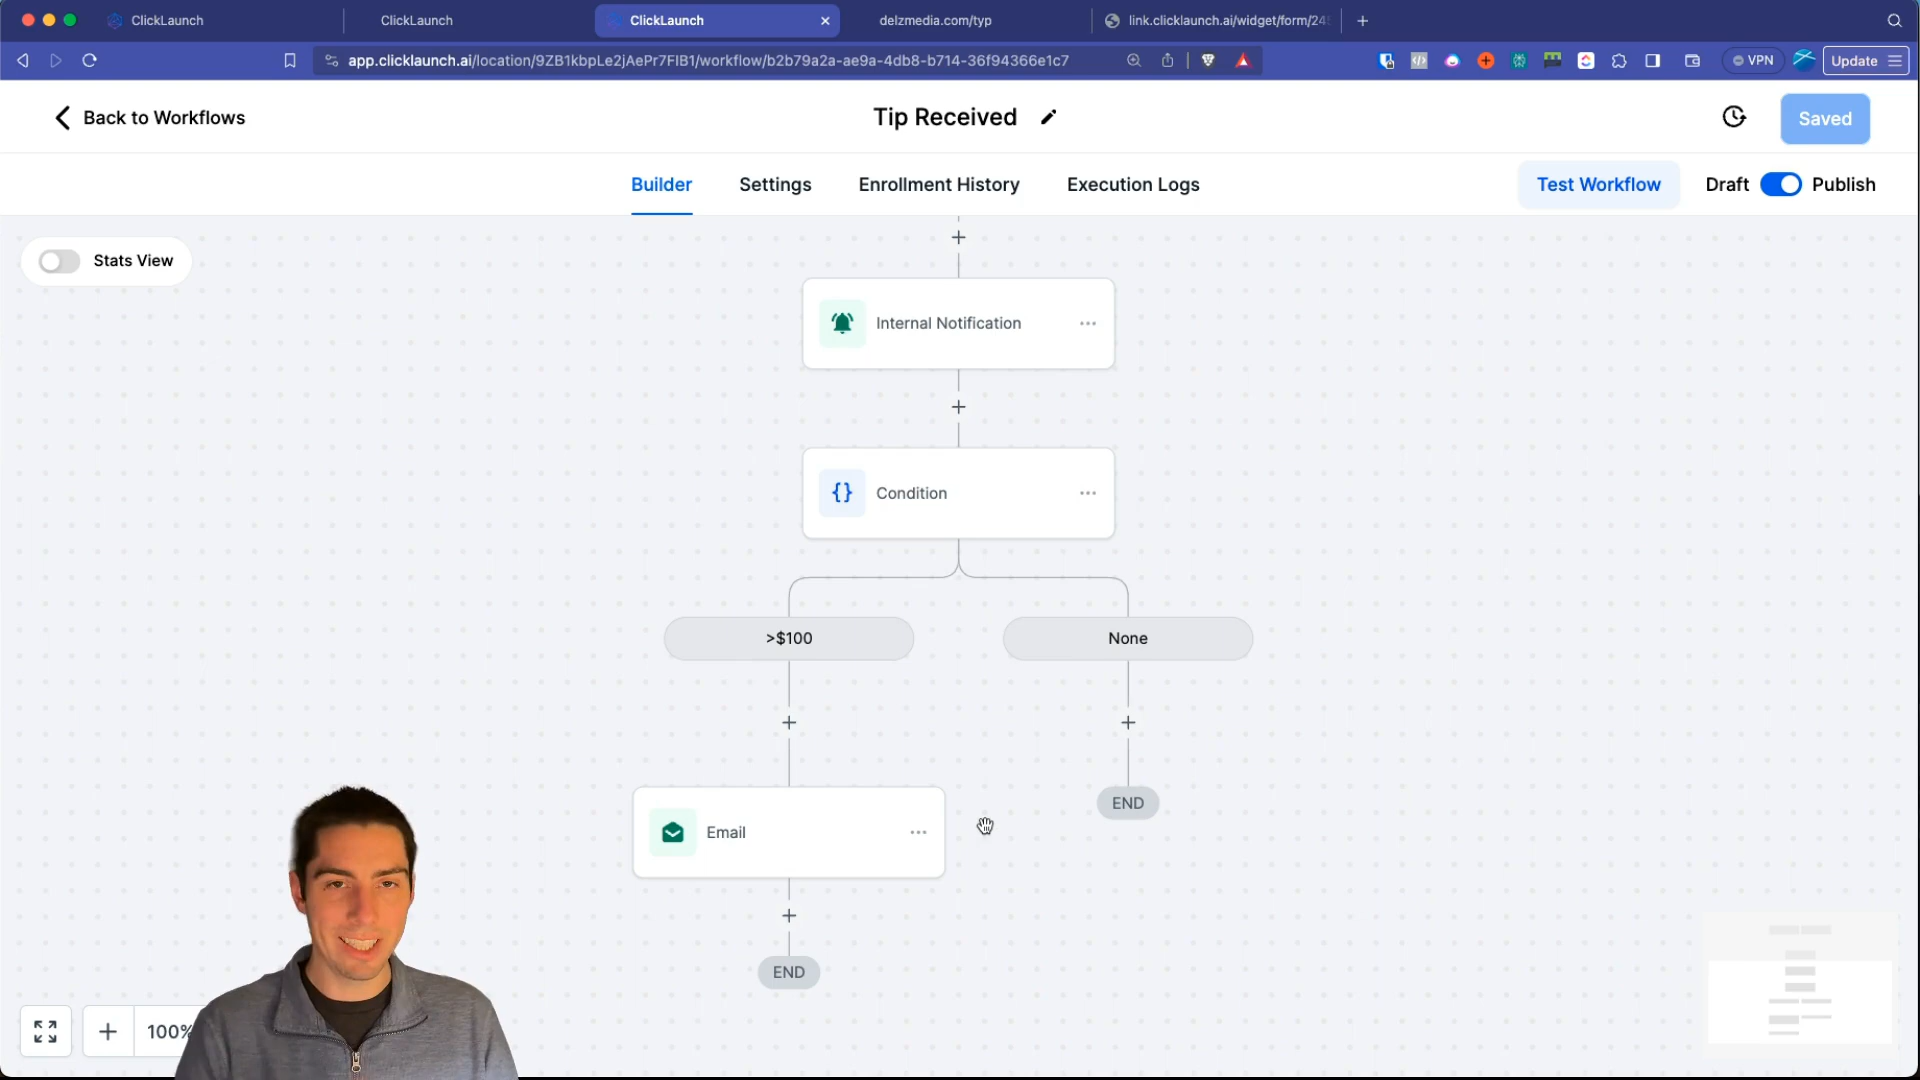 ClickLaunch
ClickLaunch
ClickLaunch
delzmedia.com/typ
link.clicklaunch.ai/widget/form/24
app.clicklaunch.ai/location/9ZB1kbpLe2jAePr7FIB1/workflow/b2b79a2a-ae9a-4db8-b714-36f94366e1c7
VPN
Update
Back to Workflows
Tip Received
Saved
Builder
Settings
Enrollment History
Execution Logs
Test Workflow
Draft
Publish
Stats View
Internal Notification
Condition
>$100
None
END
Email
END
100%